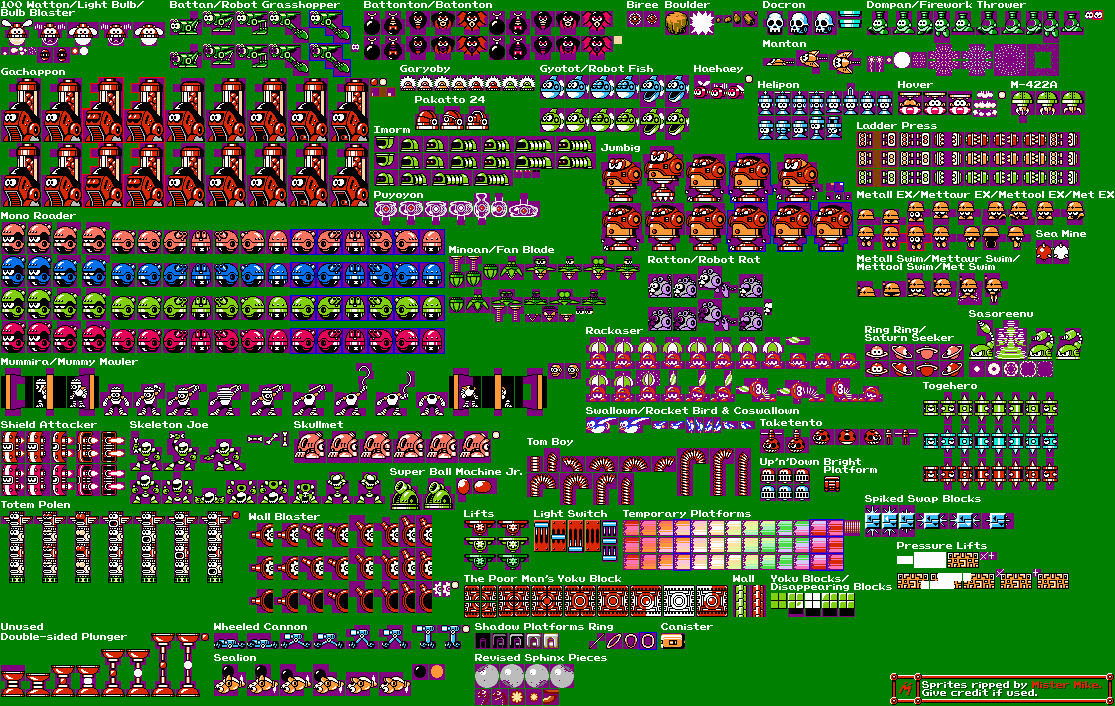 100 Watton/Light Bulb/
Bulb Blaster
Battan/Robot Grasshopper
Battonton/Batonton
Biree
Boulder
Docron
Dompan/Firework Thrower
Mantan
Gachappon
Garyoby
Gyotot/Robot Fish
Haehaey
Helipon
Hover
M-422A
Pakatto 24
Imorm
Jumbig
Ladder Press
Puyoyon
Metall EX/Mettaur EX/Mettool EX/Met EX
Mono Roader
Sea Mine
Minoan/Fan Blade
Ratton/Robot Rat
Metall Swim/Mettaur Swim/
Mettool Swim/Met Swim
Sasoreenu
Rackaser
Ring Ring/
Saturn Seeker
Mummira/Mummy Mauler
Togehero
Swallown/Rocket Bird & Coswallown
Shield Attacker
Skeleton Joe
Skullmet
Tom Boy
Taketento
Up'n'Down
Bright
Platform
Super Ball Machine Jr.
Totem Polen
Wall Blaster
Lifts
Light Switch
Temporary Platforms
Spiked Swap Blocks
Pressure Lifts
The Poor Man's Yoku Block
Wall
Yoku Blocks/
Disappearing Blocks
Unused
Double-sided Plunger
Wheeled Cannon
Shadow Platforms
Ring
Canister
Sealion
Revised Sphinx Pieces
Sprites ripped by Mister Mike.
Give credit if used.